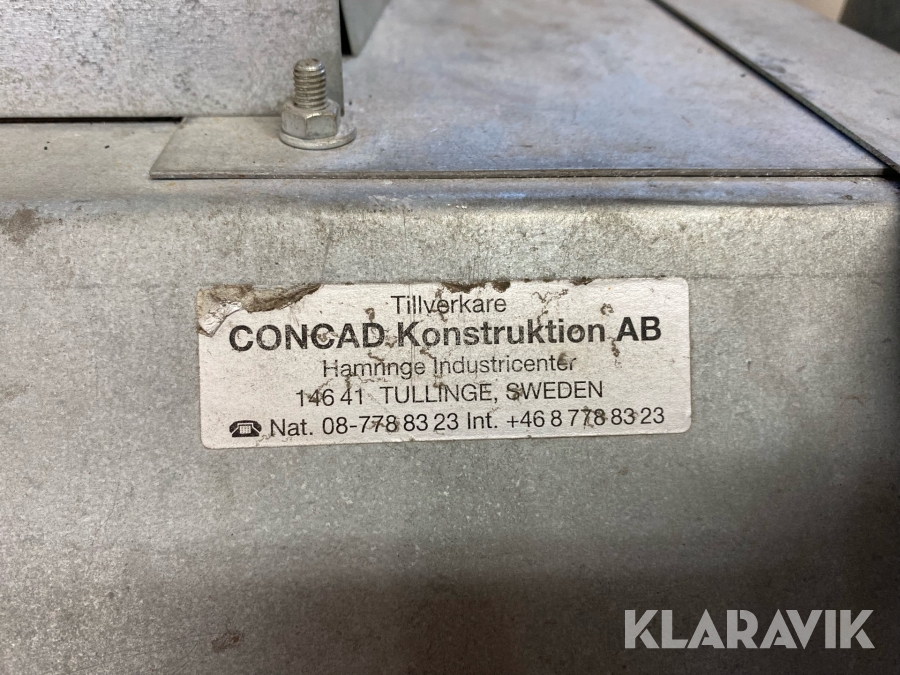 Tillverkare
CONCAD Konstruktion AB
Hamringe Industricenter
146 41 TULLINGE, SWEDEN
☎ Nat. 08-778 83 23 Int. +46 8 778 83 23
KLARAVIK